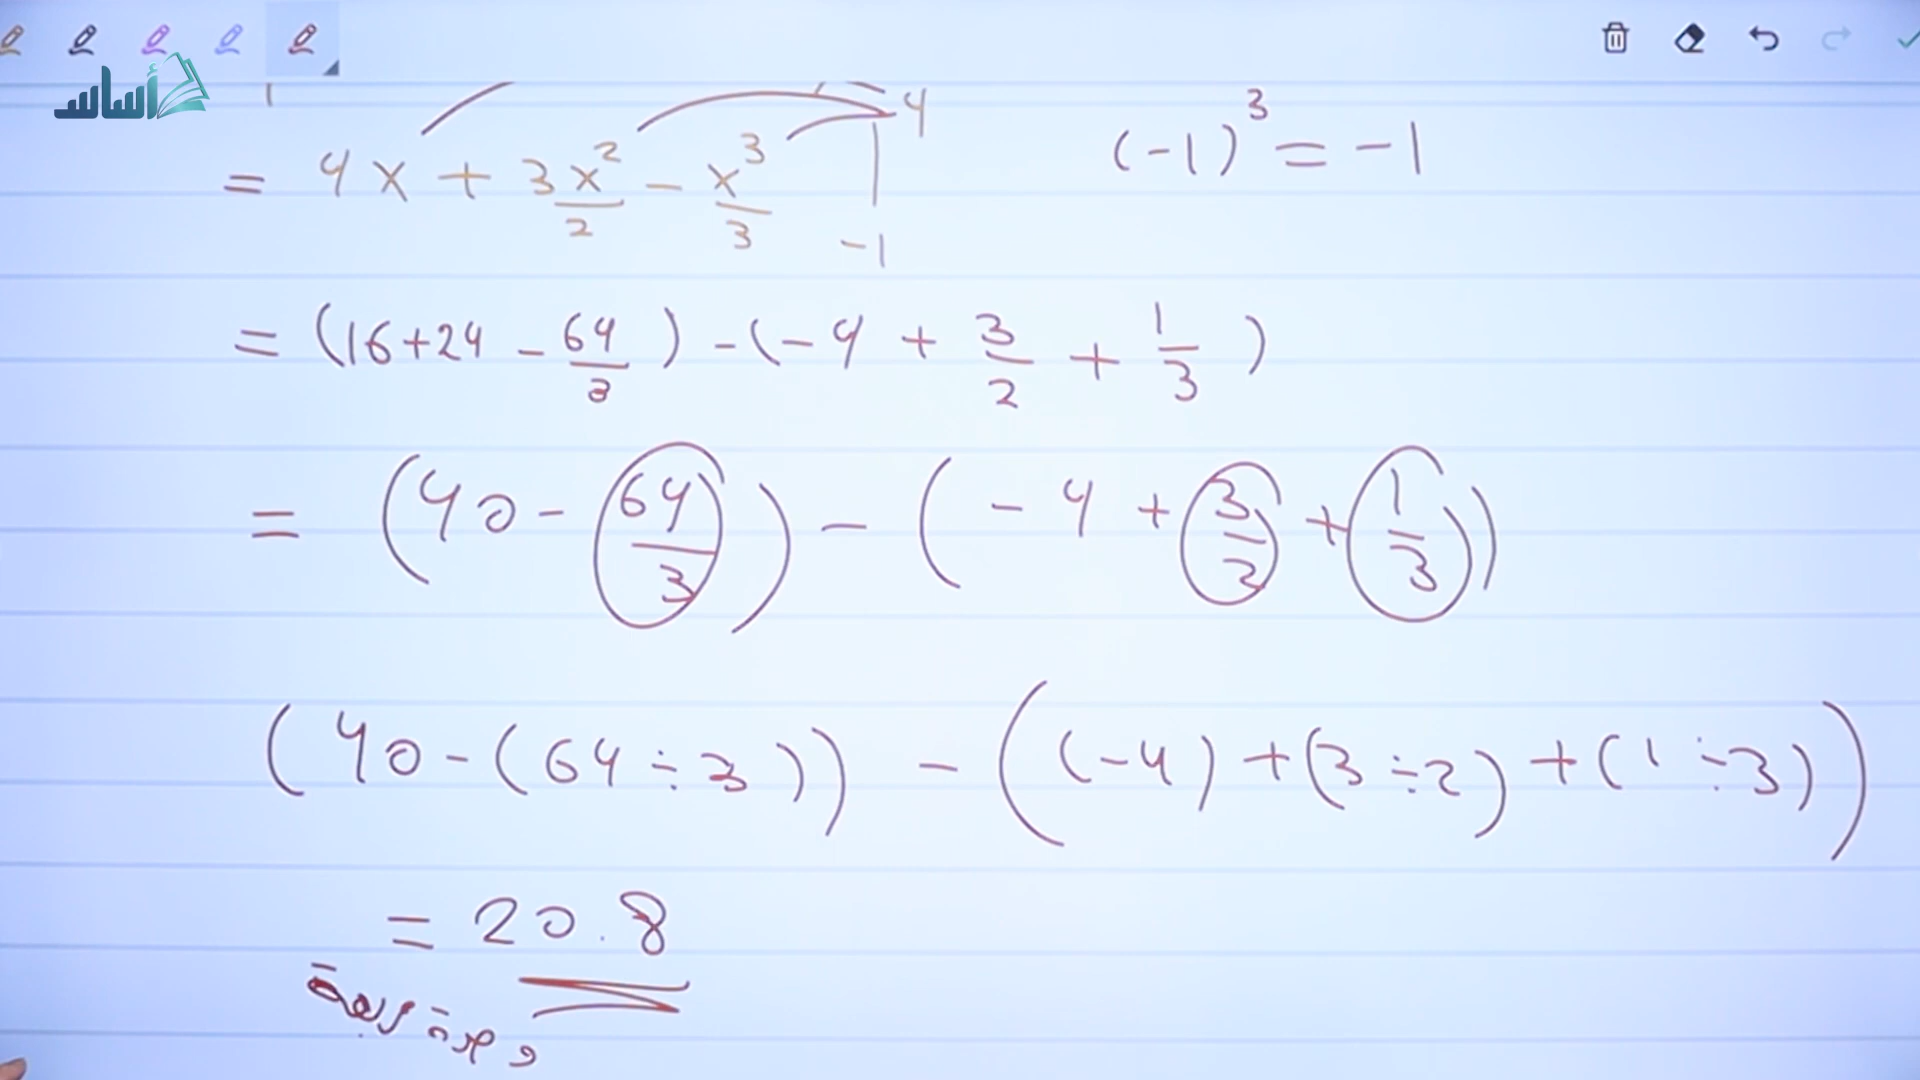 أساس
= 4x + 3x²/2 - x³/3 | 4 -1
(-1)³ = -1
= (16+24 - 64/3) - (-4 + 3/2 + 1/3)
= (40 - 64/3) - (-4 + 3/2 + 1/3)
(40 - (64 ÷ 3)) - ((-4) + (3 ÷ 2) + (1 ÷ 3))
= 20.8
وحدة مربعة